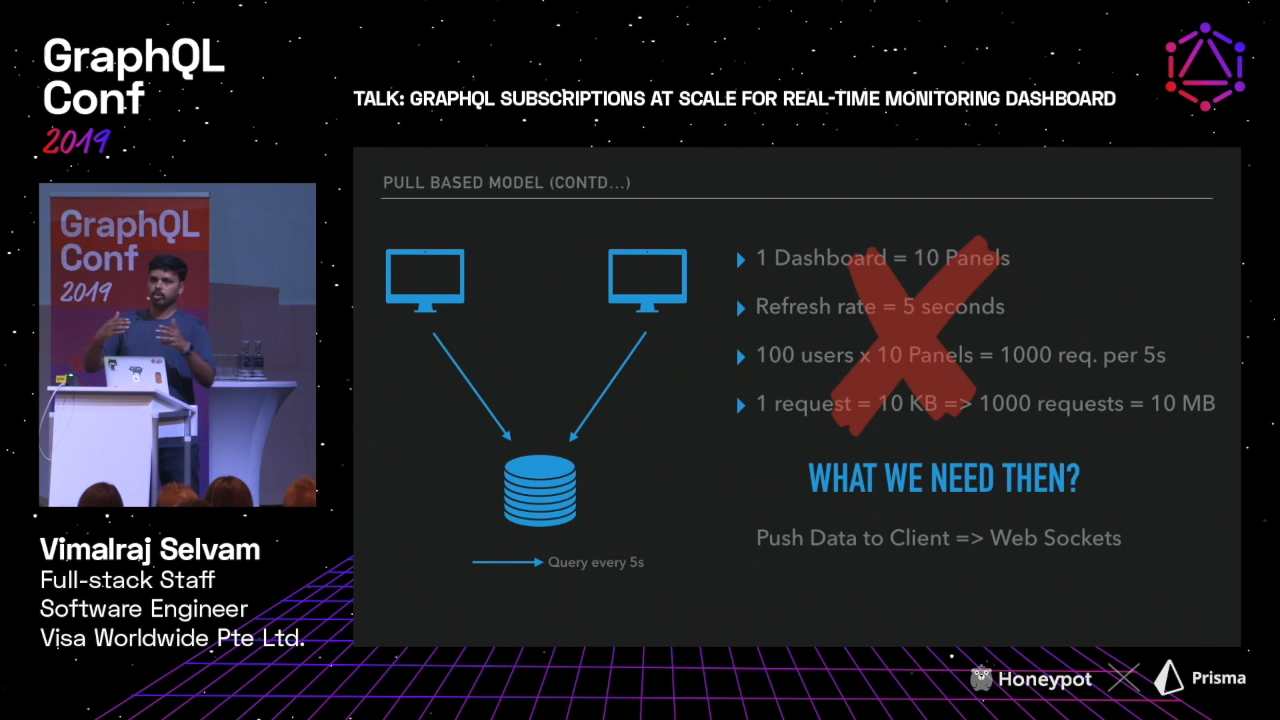 GraphQL
Conf
2019
TALK: GRAPHQL SUBSCRIPTIONS AT SCALE FOR REAL-TIME MONITORING DASHBOARD
PULL BASED MODEL (CONTD...)
1 Dashboard = 10 Panels
Refresh rate = 5 seconds
100 users x 10 Panels = 1000 req. per 5s
1 request = 10 KB => 1000 requests = 10 MB
WHAT WE NEED THEN?
Push Data to Client => Web Sockets
Query every 5s
GraphQL
Conf
2019
Vimalraj Selvam
Full-stack Staff
Software Engineer
Visa Worldwide Pte Ltd.
Honeypot
Prisma